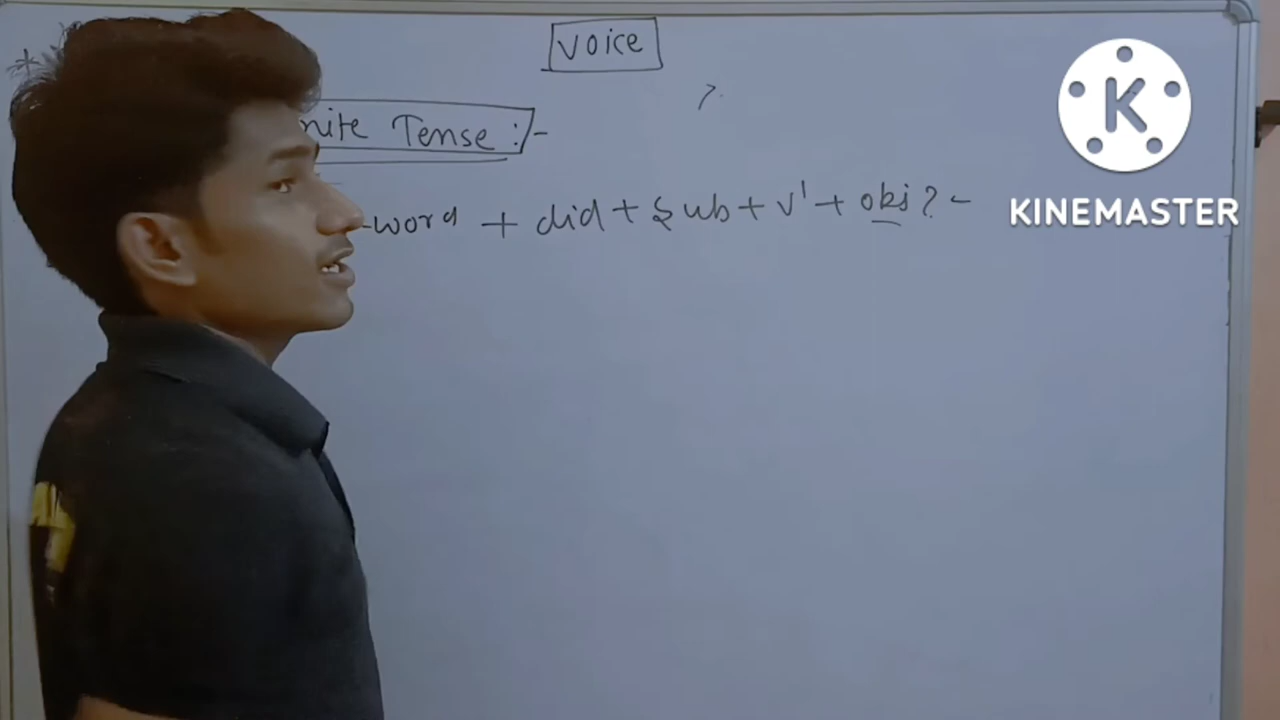 voice
nite Tense :-
-word + did + Sub + v' + obj ? -
K
KINEMASTER